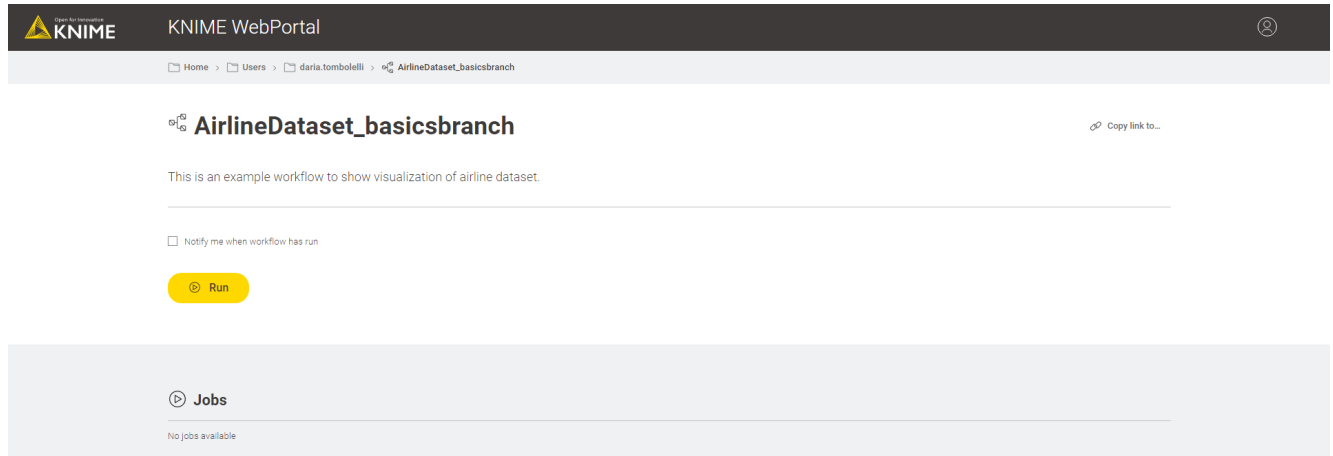 Open for Innovation
KNIME
KNIME WebPortal
Home > Users > daria.tombolelli > AirlineDataset_basicsbranch
AirlineDataset_basicsbranch
Copy link to...
This is an example workflow to show visualization of airline dataset.
Notify me when workflow has run
Run
Jobs
No jobs available